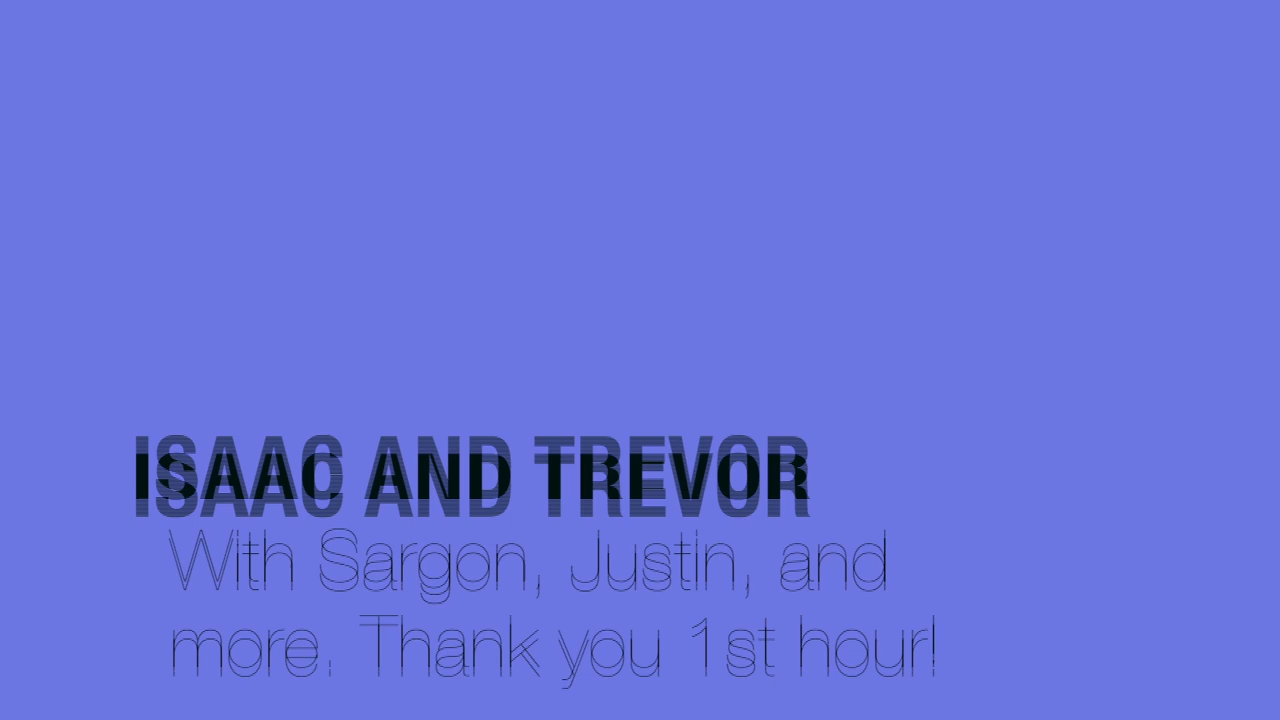 ISAAC AND TREVOR
With Sargon, Justin, and
more. Thank you 1st hour!